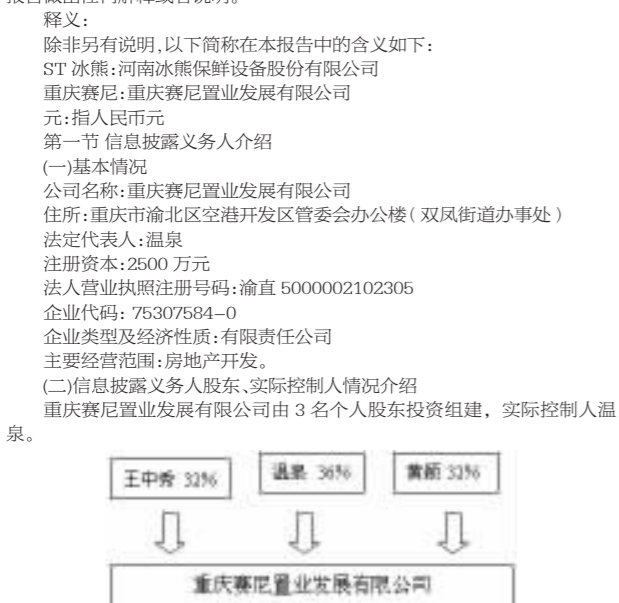 释义:
除非另有说明,以下简称在本报告中的含义如下:
ST 冰熊:河南冰熊保鲜设备股份有限公司
重庆赛尼:重庆赛尼置业发展有限公司
元:指人民币元
第一节 信息披露义务人介绍
(一)基本情况
公司名称:重庆赛尼置业发展有限公司
住所:重庆市渝北区空港开发区管委会办公楼(双凤街道办事处)
法定代表人:温泉
注册资本:2500 万元
法人营业执照注册号码:渝直 5000002102305
企业代码: 75307584-0
企业类型及经济性质:有限责任公司
主要经营范围:房地产开发。
(二)信息披露义务人股东、实际控制人情况介绍
重庆赛尼置业发展有限公司由 3 名个人股东投资组建, 实际控制人温
泉。
王中秀 32% 温泉 36% 黄 32%
重庆赛尼置业发展有限公司